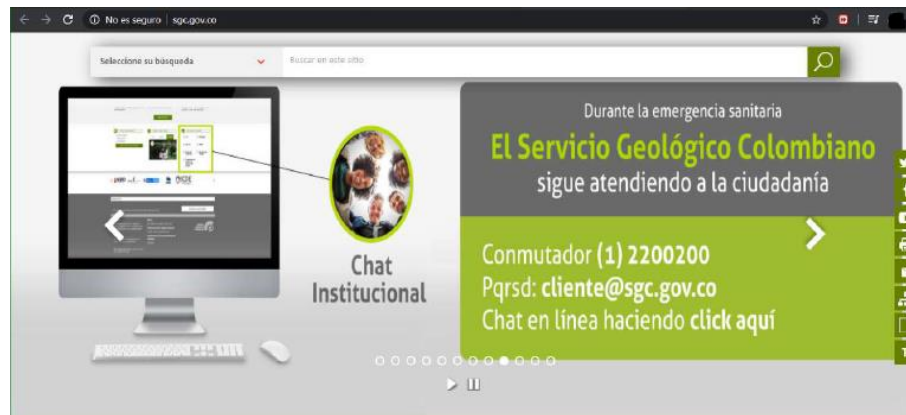 No es seguro | sgc.gov.co
Seleccione su búsqueda
Buscar en este sitio
Durante la emergencia sanitaria
El Servicio Geológico Colombiano
sigue atendiendo a la ciudadanía
Chat
Institucional
Conmutador (1) 2200200
Pqrsd: cliente@sgc.gov.co
Chat en línea haciendo click aquí